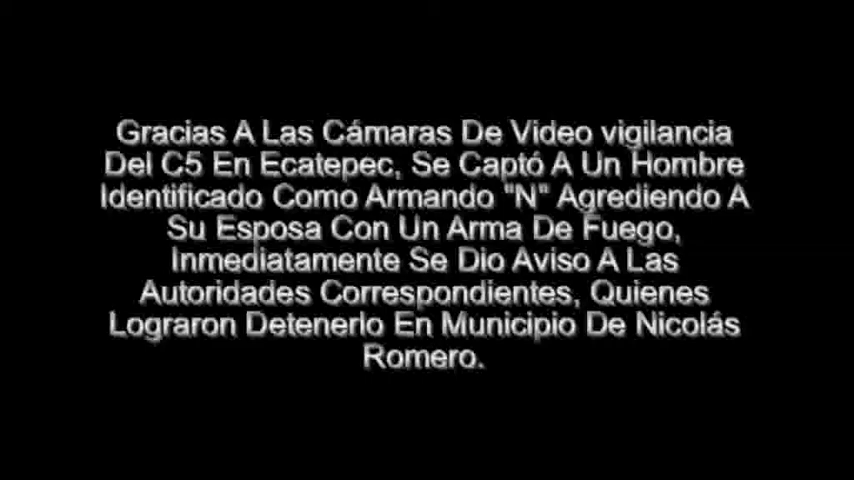 Gracias A Las Cámaras De Video vigilancia
Del C5 En Ecatepec, Se Captó A Un Hombre
Identificado Como Armando "N" Agrediendo A
Su Esposa Con Un Arma De Fuego,
Inmediatamente Se Dio Aviso A Las
Autoridades Correspondientes, Quienes
Lograron Detenerlo En Municipio De Nicolás
Romero.